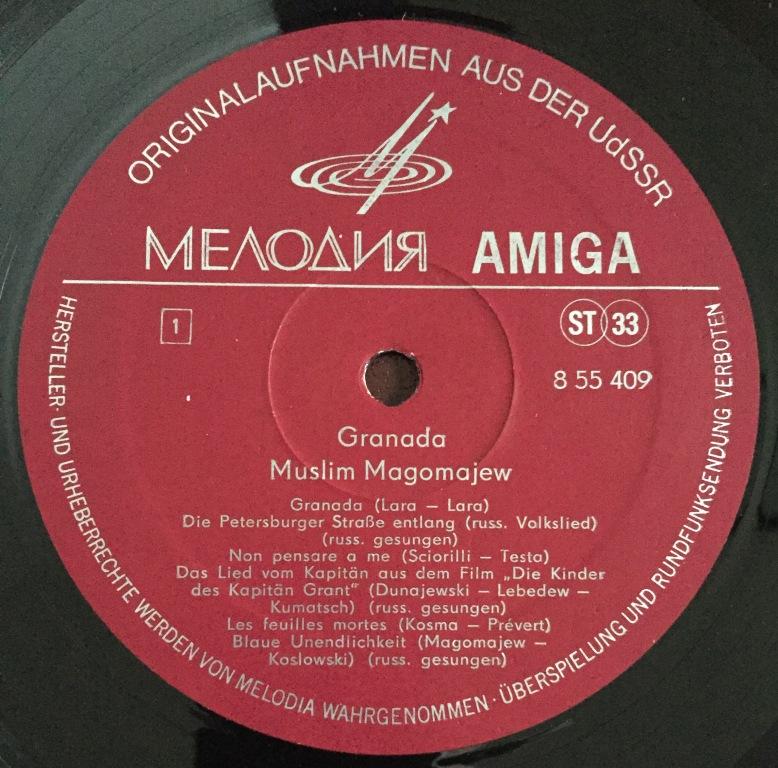 ORIGINALAUFNAHMEN AUS DER UdSSR
МЕЛОДИЯ AMIGA
1
ST 33
8 55 409
Granada
Muslim Magomajew
Granada (Lara – Lara)
Die Petersburger Straße entlang (russ. Volkslied)
(russ. gesungen)
Non pensare a me (Sciorilli – Testa)
Das Lied vom Kapitän aus dem Film „Die Kinder
des Kapitän Grant" (Dunajewski – Lebedew –
Kumatsch) (russ. gesungen)
Les feuilles mortes (Kosma – Prévert)
Blaue Unendlichkeit (Magomajew –
Koslowski) (russ. gesungen)
HERSTELLER- UND URHEBERRECHTE WERDEN VON MELODIA WAHRGENOMMEN · ÜBERSPIELUNG UND RUNDFUNKSENDUNG VERBOTEN